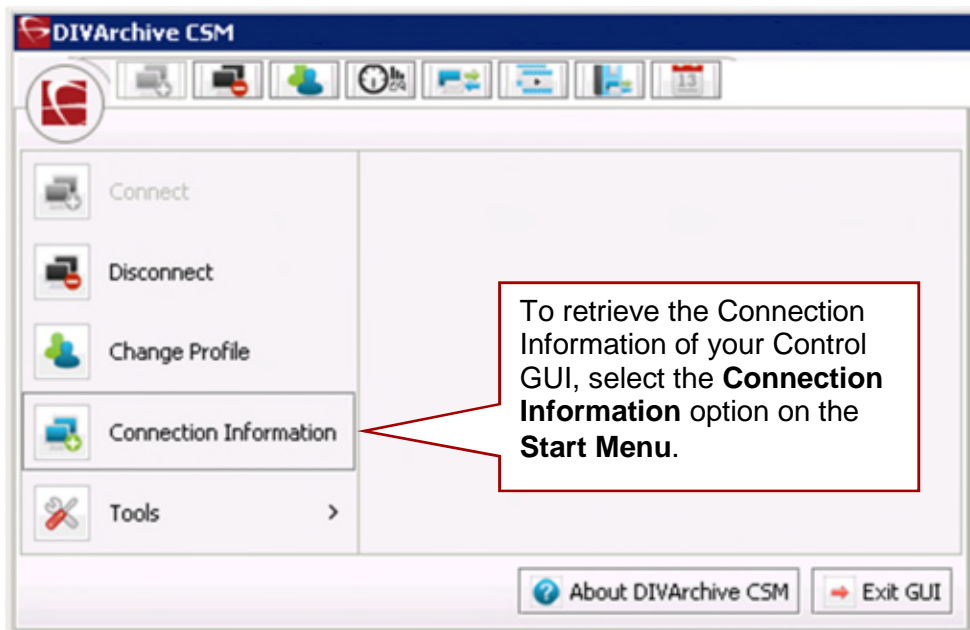 DIVArchive CSM
13
Connect
Disconnect
Change Profile
Connection Information
Tools
To retrieve the Connection
Information of your Control
GUI, select the Connection
Information option on the
Start Menu.
About DIVArchive CSM
Exit GUI